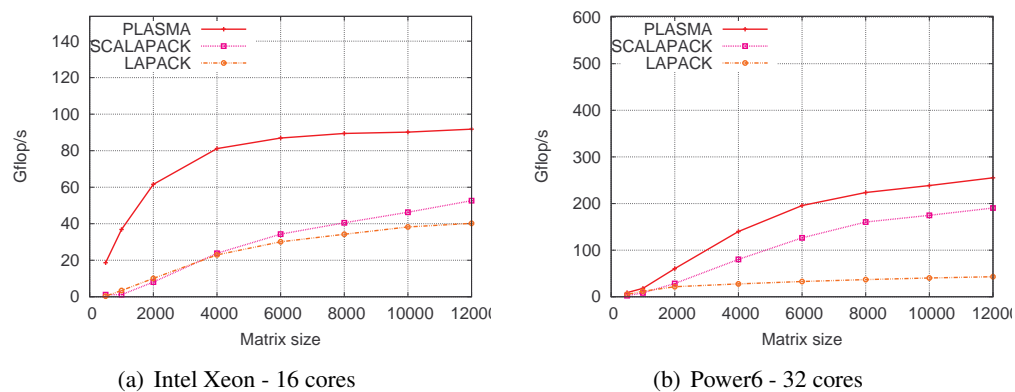 PLASMA
SCALAPACK
LAPACK
140
120
100
80
60
40
20
0
Gflop/s
0 2000 4000 6000 8000 10000 1200
Matrix size
(a) Intel Xeon - 16 cores
600
PLASMA
SCALAPACK
LAPACK
500
400
300
200
100
0
Gflop/s
0 2000 4000 6000 8000 10000 1200
Matrix size
(b) Power6 - 32 cores